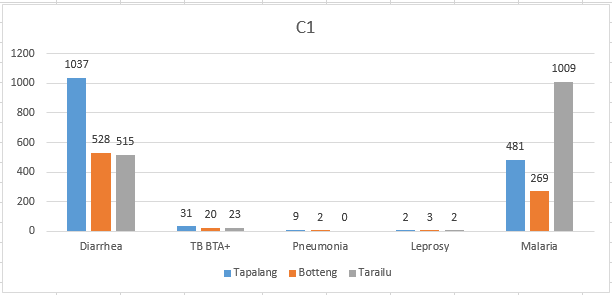 C1
1200
1000
800
600
400
200
0
1037
528
515
31
20
23
9
2
0
2
3
2
481
269
1009
Diarrhea
TB BTA+
Pneumonia
Leprosy
Malaria
Tapalang
Botteng
Tarailu